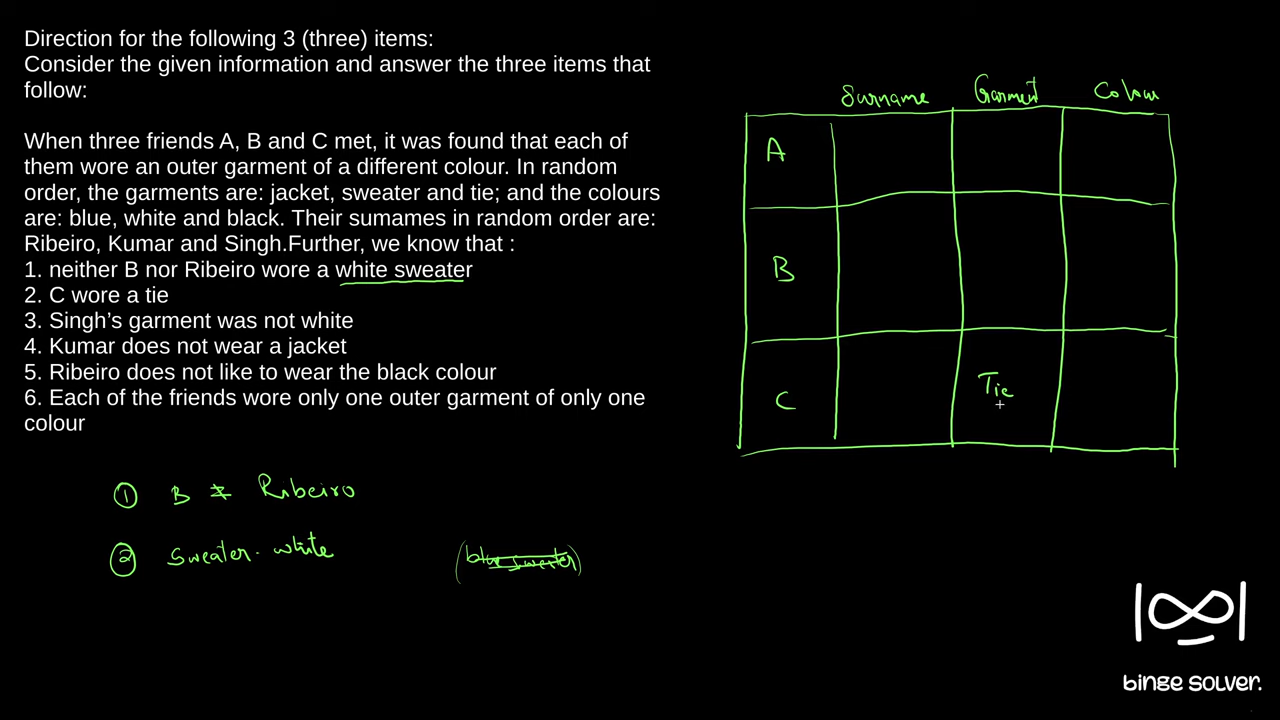 Direction for the following 3 (three) items:
Consider the given information and answer the three items that
follow:
When three friends A, B and C met, it was found that each of
them wore an outer garment of a different colour. In random
order, the garments are: jacket, sweater and tie; and the colours
are: blue, white and black. Their sumames in random order are:
Ribeiro, Kumar and Singh.Further, we know that :
1. neither B nor Ribeiro wore a white sweater
2. C wore a tie
3. Singh's garment was not white
4. Kumar does not wear a jacket
5. Ribeiro does not like to wear the black colour
6. Each of the friends wore only one outer garment of only one
colour
① B ≠ Ribeiro
② Sweater - white (blue sweater)
Surname Garment Colour
A
B
C Tie
binge solver.